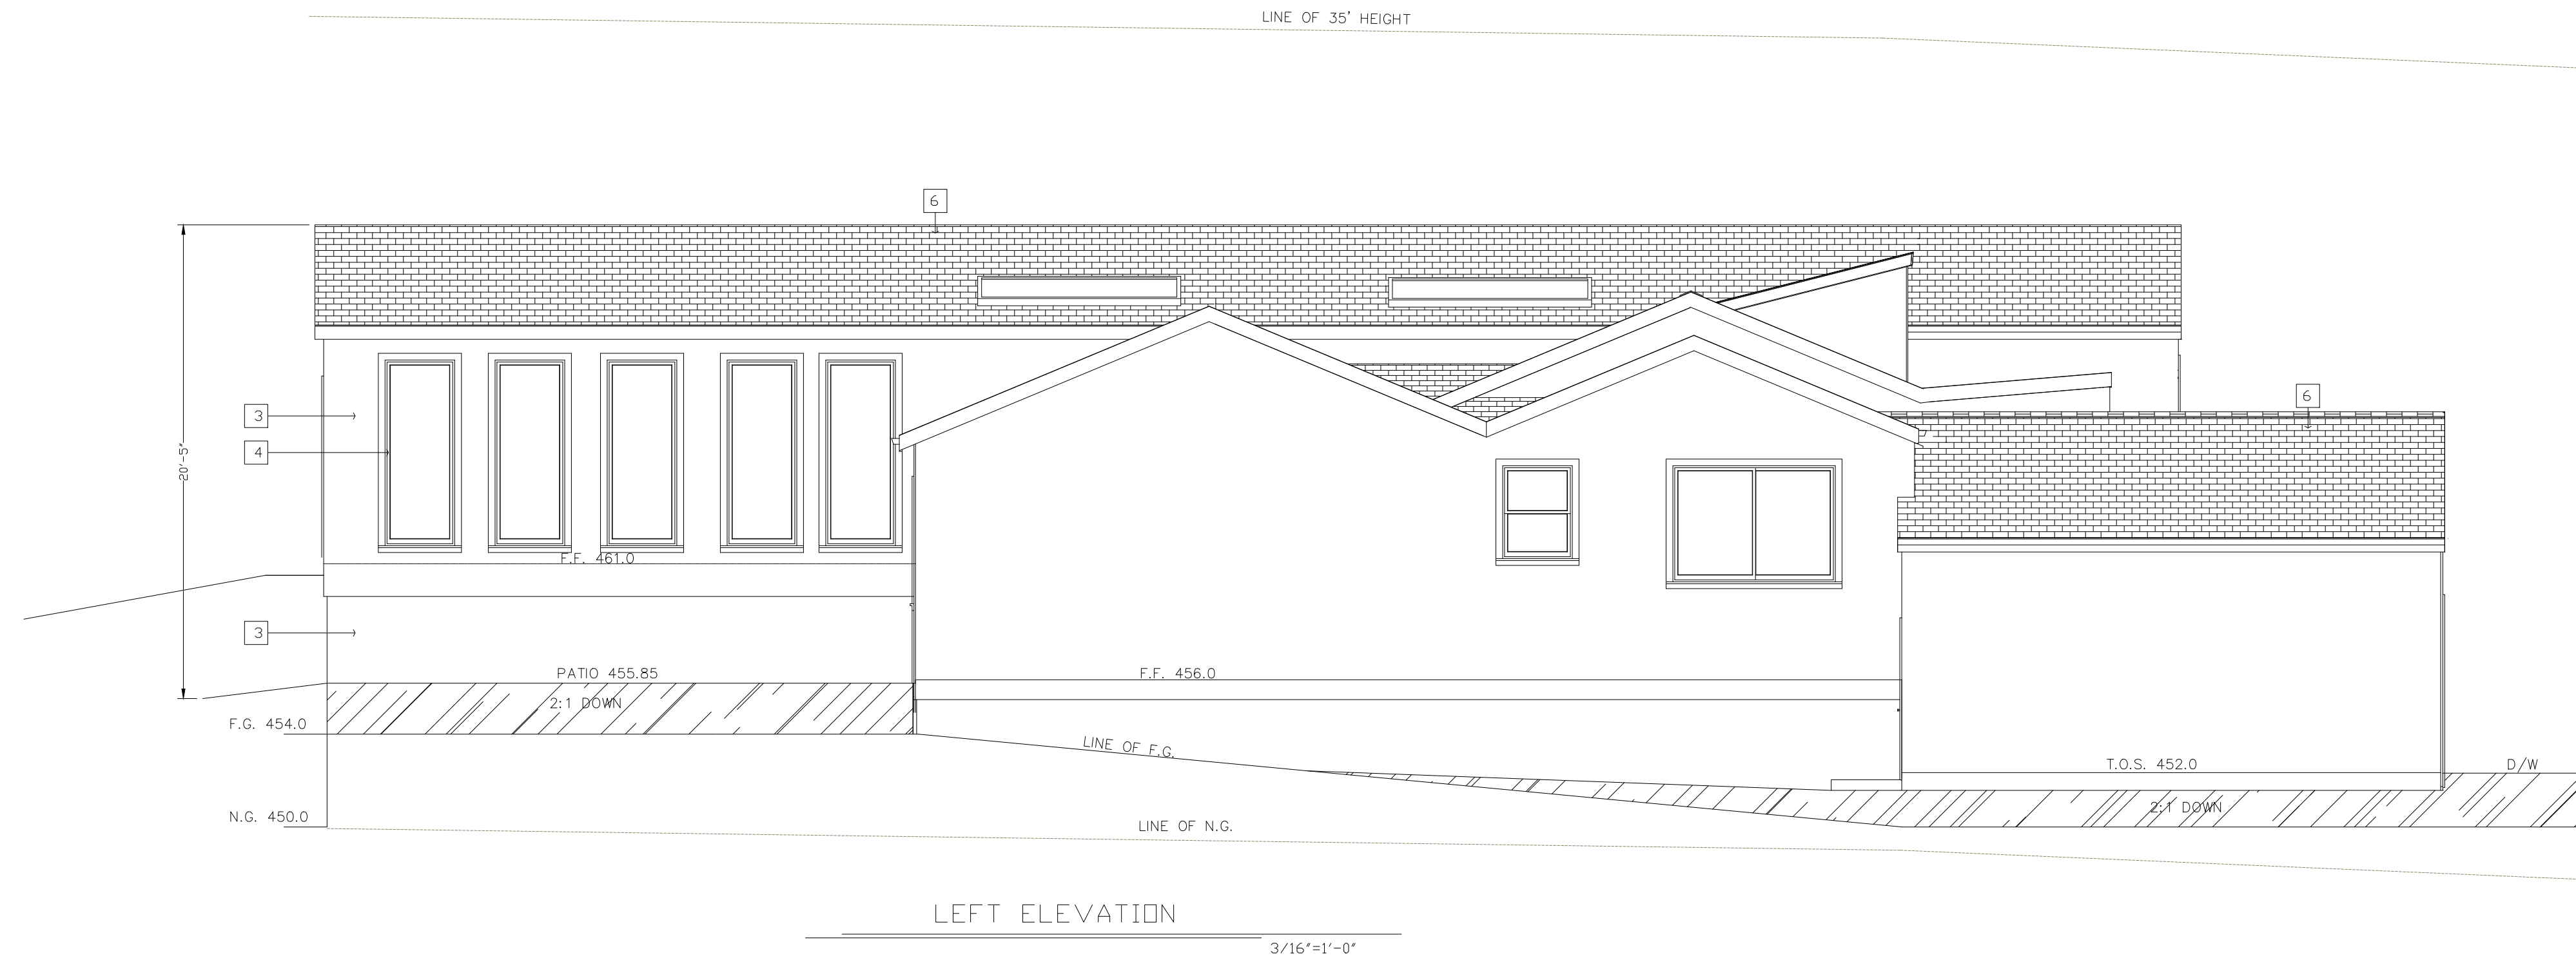 LINE OF 35' HEIGHT
6
6
3
4
20'-5"
F.F. 461.0
3
PATIO 455.85
F.F. 456.0
2:1 DOWN
F.G. 454.0
LINE OF F.G.
T.O.S. 452.0
D/W
2:1 DOWN
N.G. 450.0
LINE OF N.G.
LEFT ELEVATION
3/16"=1'-0"